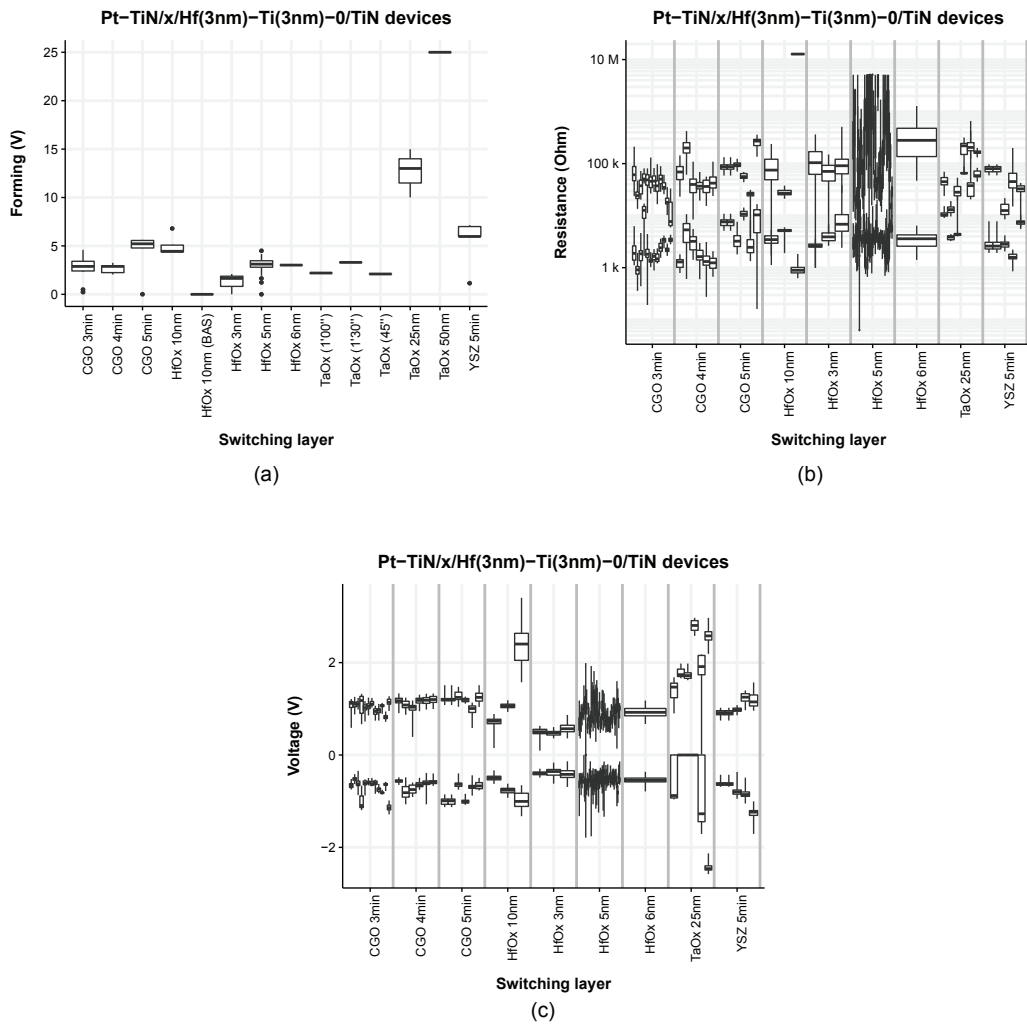 Pt−TiN/x/Hf(3nm)−Ti(3nm)−0/TiN devices
Forming (V)
25
20
15
10
5
0
CGO 3min
CGO 4min
CGO 5min
HfOx 10nm
HfOx 10nm (BAS)
HfOx 3nm
HfOx 5nm
HfOx 6nm
TaOx (1'00'')
TaOx (1'30'')
TaOx (45'')
TaOx 25nm
TaOx 50nm
YSZ 5min
Switching layer
(a)
Pt−TiN/x/Hf(3nm)−Ti(3nm)−0/TiN devices
Resistance (Ohm)
10 M
100 k
1 k
CGO 3min
CGO 4min
CGO 5min
HfOx 10nm
HfOx 3nm
HfOx 5nm
HfOx 6nm
TaOx 25nm
YSZ 5min
Switching layer
(b)
Pt−TiN/x/Hf(3nm)−Ti(3nm)−0/TiN devices
Voltage (V)
2
0
−2
CGO 3min
CGO 4min
CGO 5min
HfOx 10nm
HfOx 3nm
HfOx 5nm
HfOx 6nm
TaOx 25nm
YSZ 5min
Switching layer
(c)